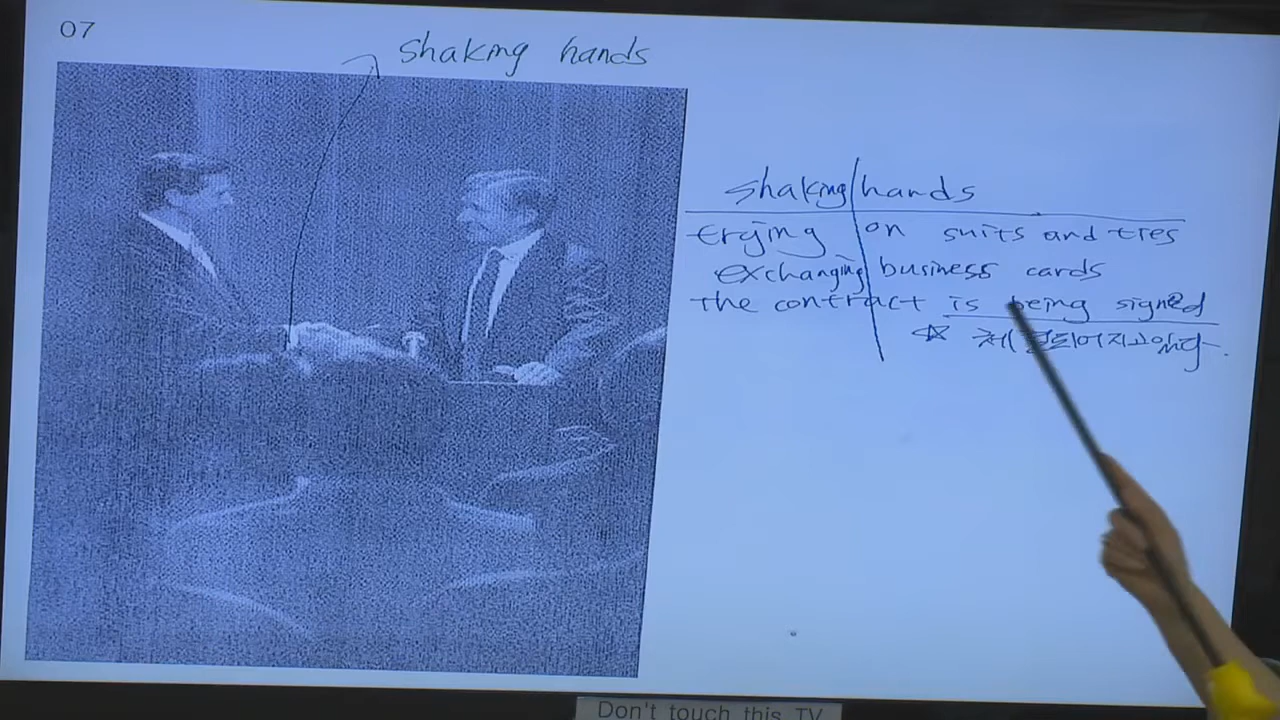 07
shaking hands
shaking hands
trying on suits and ties
exchanging business cards
the contract is being signed
☆ 체결되어지고있다.
Don't touch this TV